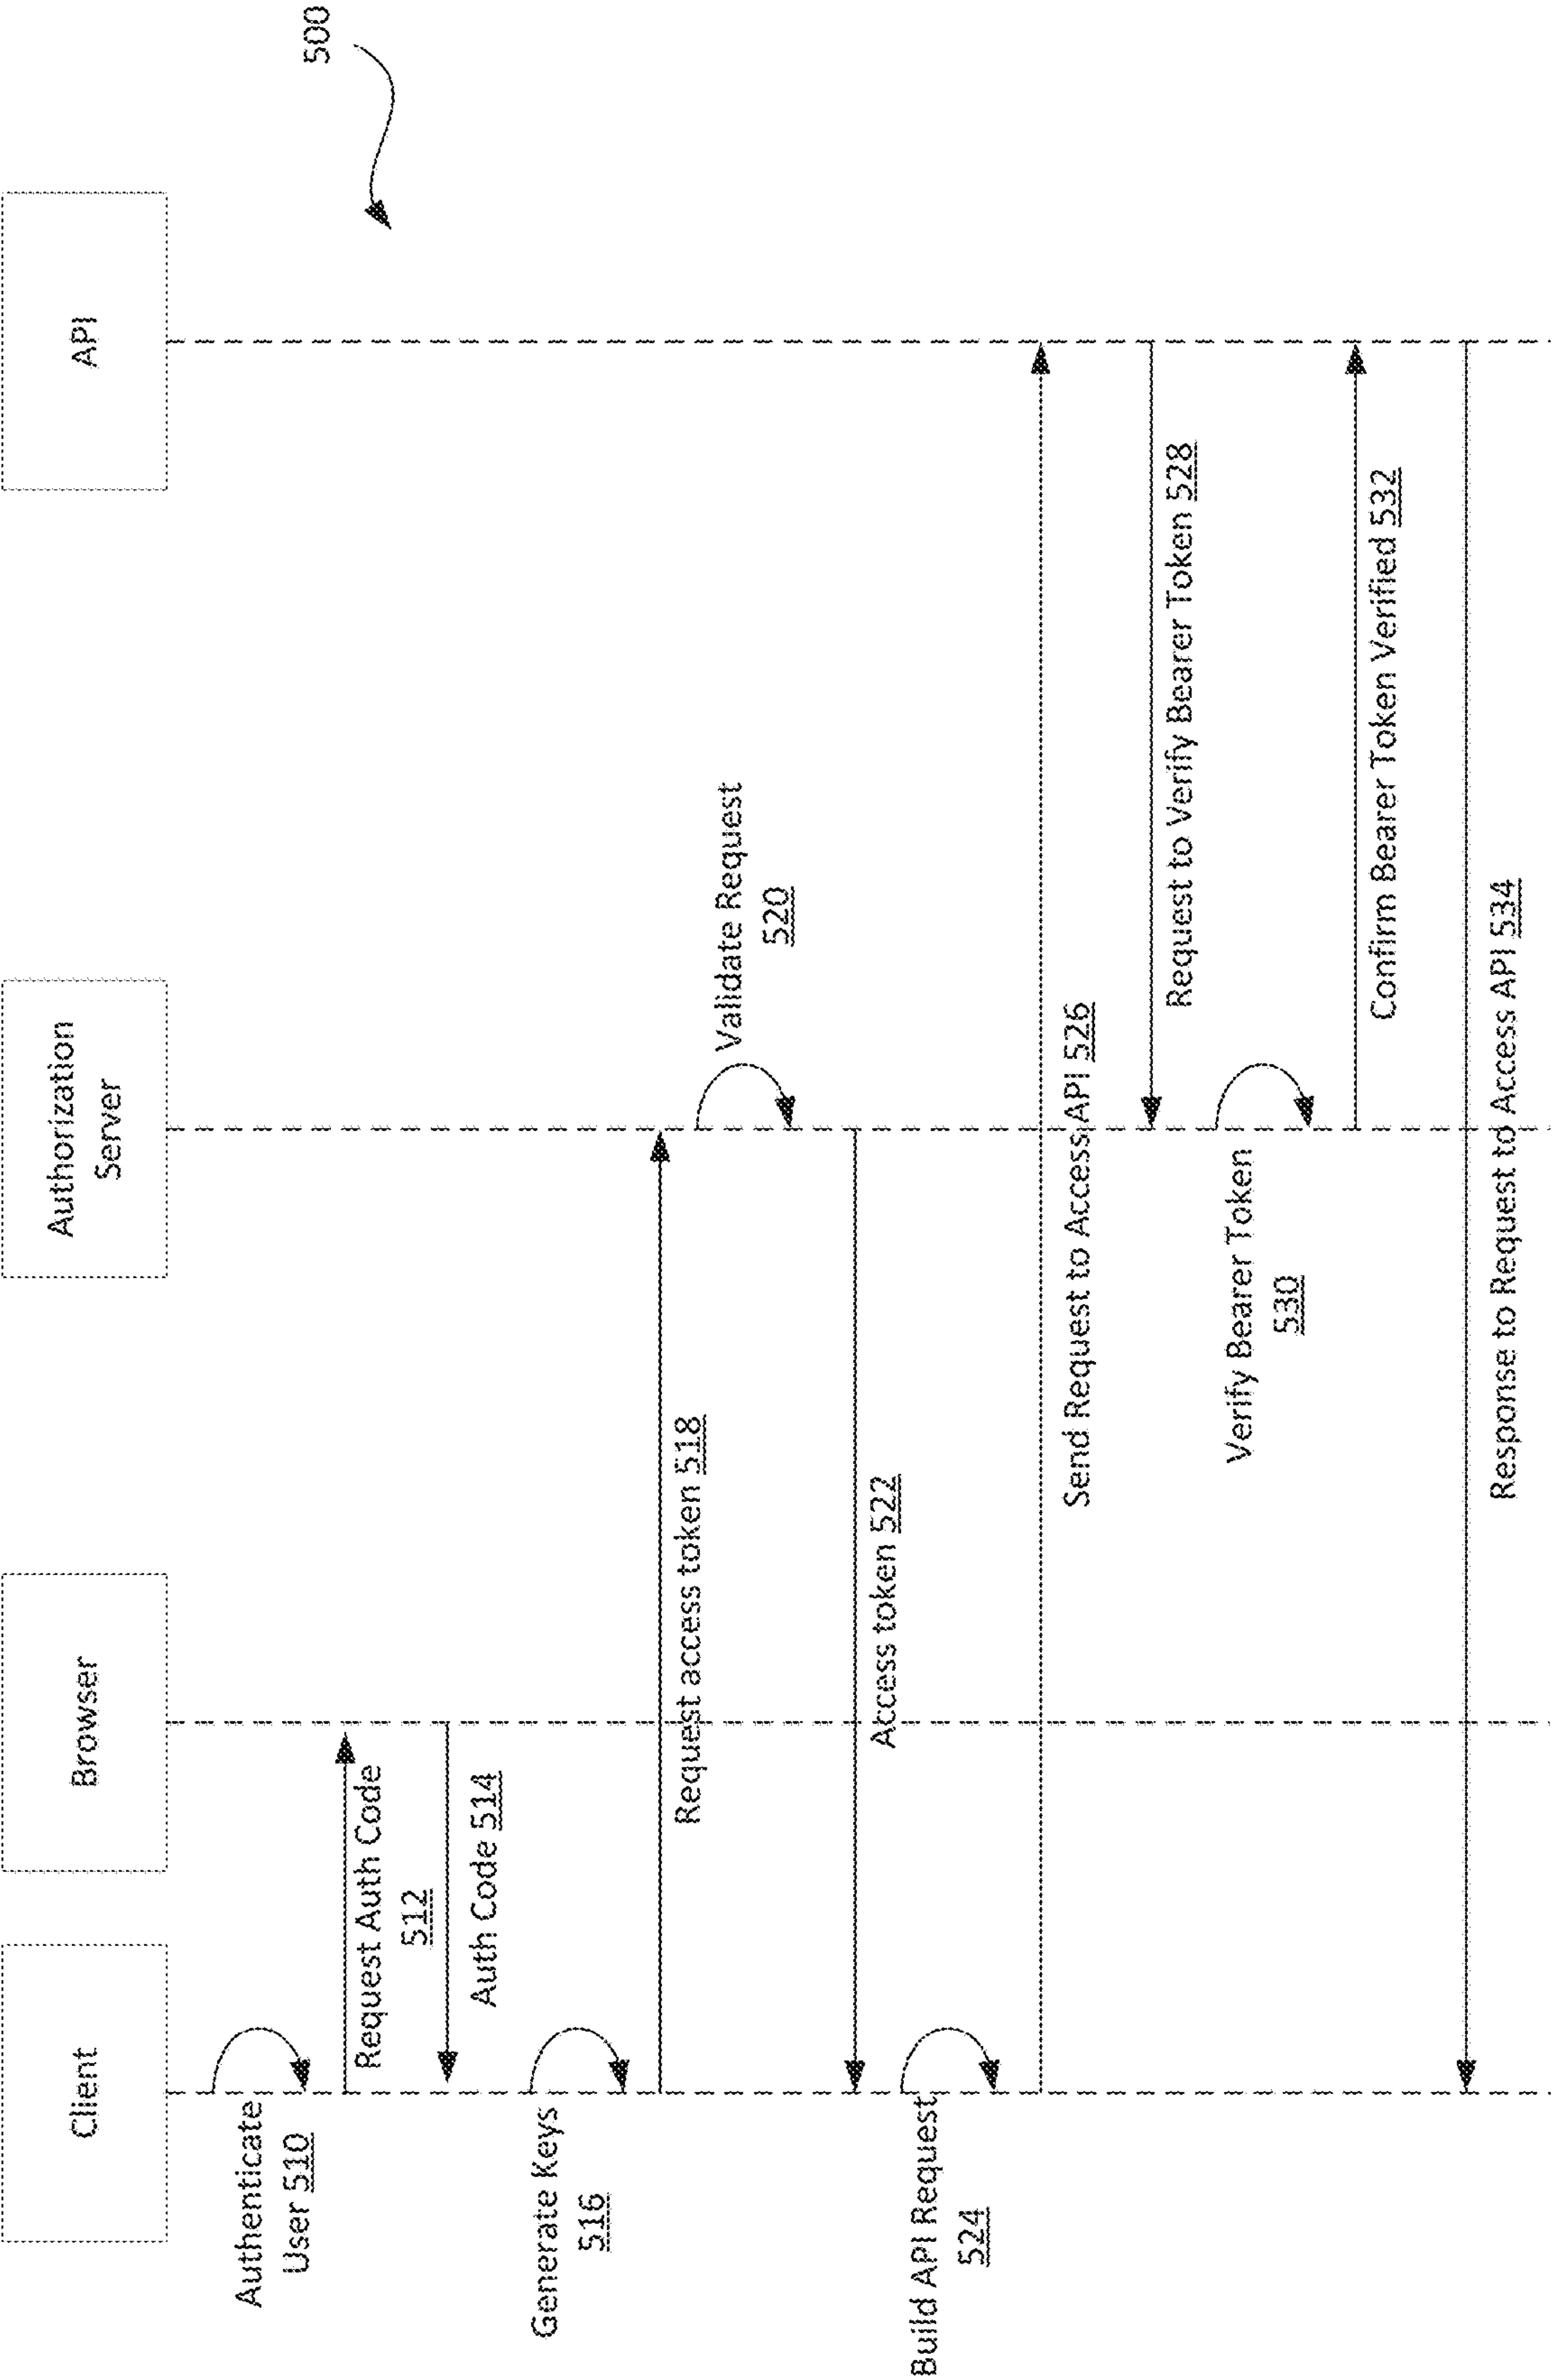 500
Client
Browser
Authorization
Server
API
Authenticate
User 510
Request Auth Code
512
Auth Code 514
Generate Keys
516
Request access token 518
Validate Request
520
Access token 522
Build API Request
524
Send Request to Access API 526
Request to Verify Bearer Token 528
Verify Bearer Token
530
Confirm Bearer Token Verified 532
Response to Request to Access API 534